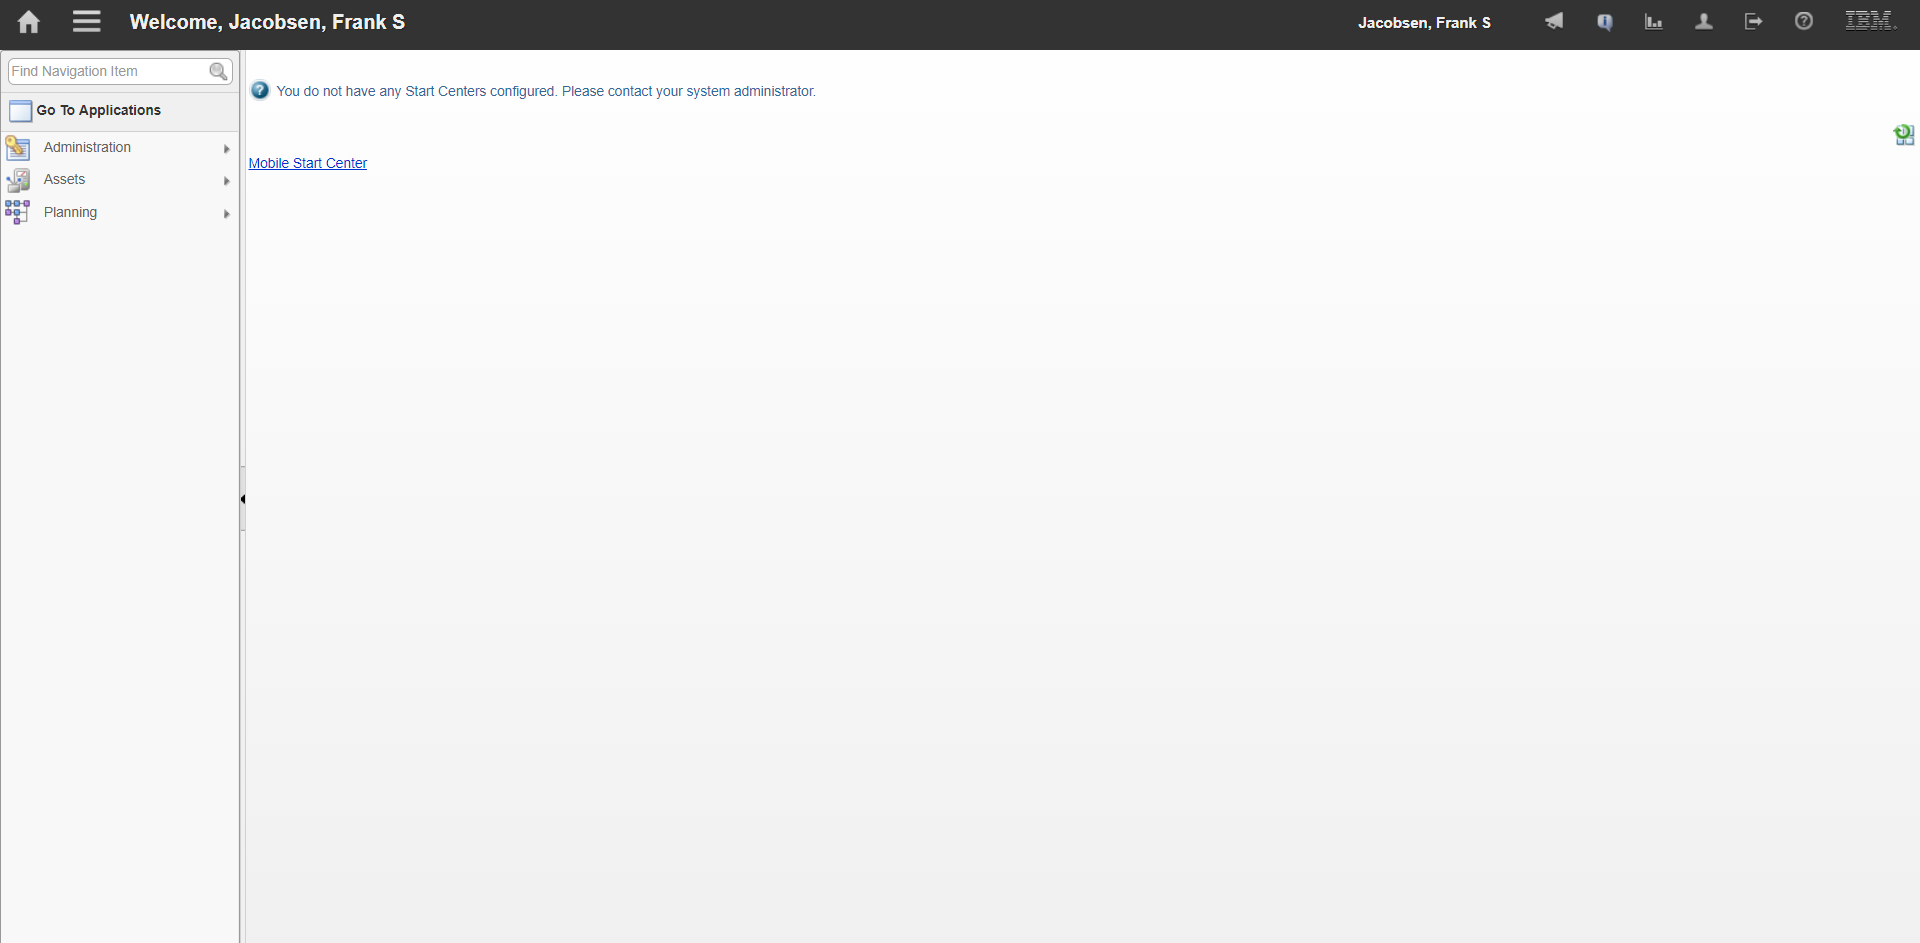 Welcome, Jacobsen, Frank S
Jacobsen, Frank S
IBM.
Find Navigation Item
Go To Applications
Administration
Assets
Planning
You do not have any Start Centers configured. Please contact your system administrator.
Mobile Start Center